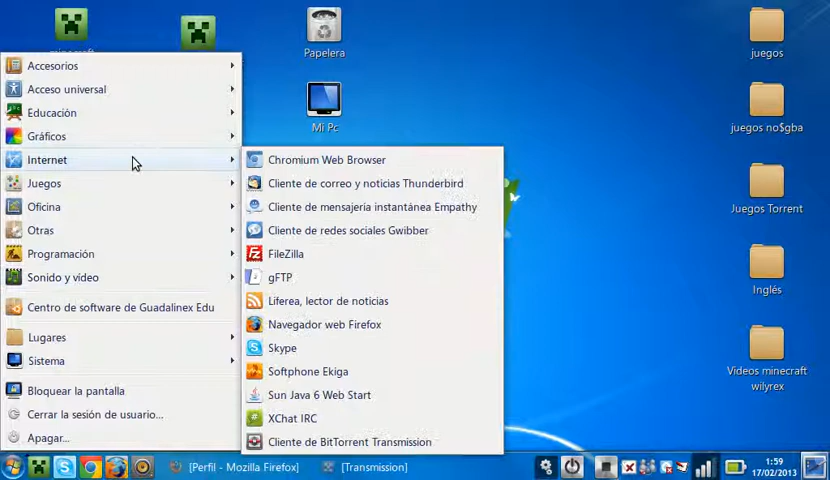 minecraft
Papelera
Mi Pc
juegos
juegos no$gba
Juegos Torrent
Inglés
Videos minecraft
wilyrex
Accesorios
Acceso universal
Educación
Gráficos
Internet
Juegos
Oficina
Otras
Programación
Sonido y vídeo
Centro de software de Guadalinex Edu
Lugares
Sistema
Bloquear la pantalla
Cerrar la sesión de usuario...
Apagar...
Chromium Web Browser
Cliente de correo y noticias Thunderbird
Cliente de mensajería instantánea Empathy
Cliente de redes sociales Gwibber
FileZilla
gFTP
Liferea, lector de noticias
Navegador web Firefox
Skype
Softphone Ekiga
Sun Java 6 Web Start
XChat IRC
Cliente de BitTorrent Transmission
[Perfil - Mozilla Firefox]
[Transmission]
1:59
17/02/2013